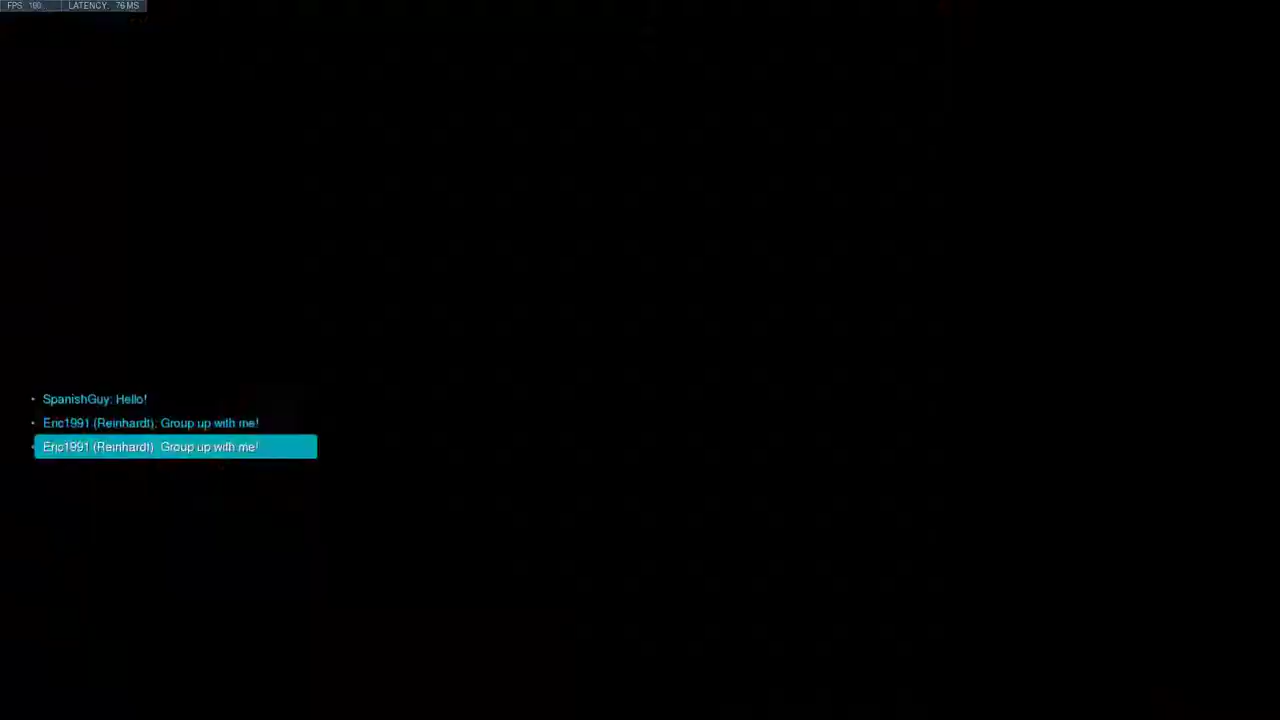 FPS: 100 LATENCY: 76 MS
SpanishGuy: Hello!
Eric1991 (Reinhardt): Group up with me!
Eric1991 (Reinhardt): Group up with me!